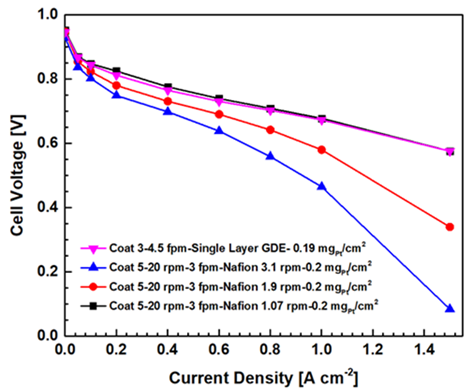 1.0
0.8
0.6
0.4
0.2
0.0
Cell Voltage [V]
Coat 3-4.5 fpm-Single Layer GDE- 0.19 mgPt/cm2
Coat 5-20 rpm-3 fpm-Nafion 3.1 rpm-0.2 mgPt/cm2
Coat 5-20 rpm-3 fpm-Nafion 1.9 rpm-0.2 mgPt/cm2
Coat 5-20 rpm-3 fpm-Nafion 1.07 rpm-0.2 mgPt/cm2
0.0 0.2 0.4 0.6 0.8 1.0 1.2 1.4
Current Density [A cm-2]